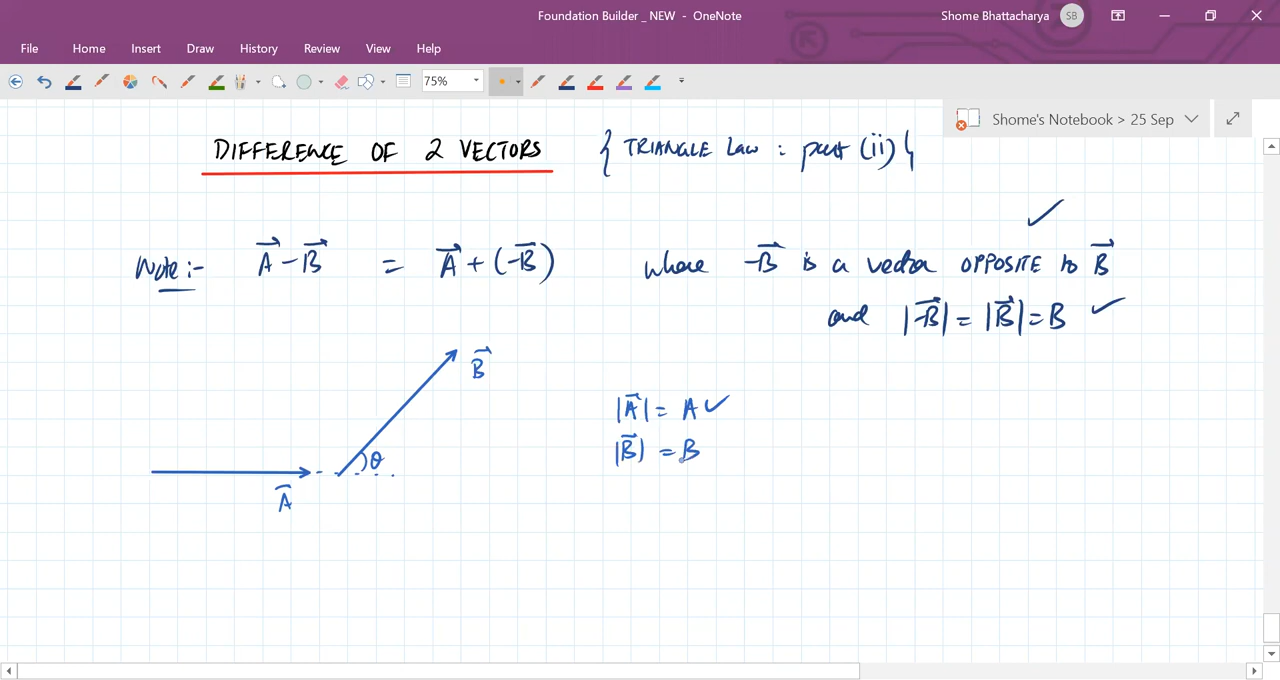 Foundation Builder _ NEW - OneNote
Shome Bhattacharya SB
File Home Insert Draw History Review View Help
75%
Shome's Notebook > 25 Sep
DIFFERENCE OF 2 VECTORS { TRIANGLE Law : part (ii) }
Note :- A⃗ - B⃗ = A⃗ + (-B⃗) where -B⃗ is a vector OPPOSITE to B⃗
and |-B⃗| = |B⃗| = B ✓
✓
B⃗
|A⃗| = A ✓
|B⃗| = B
θ
A⃗